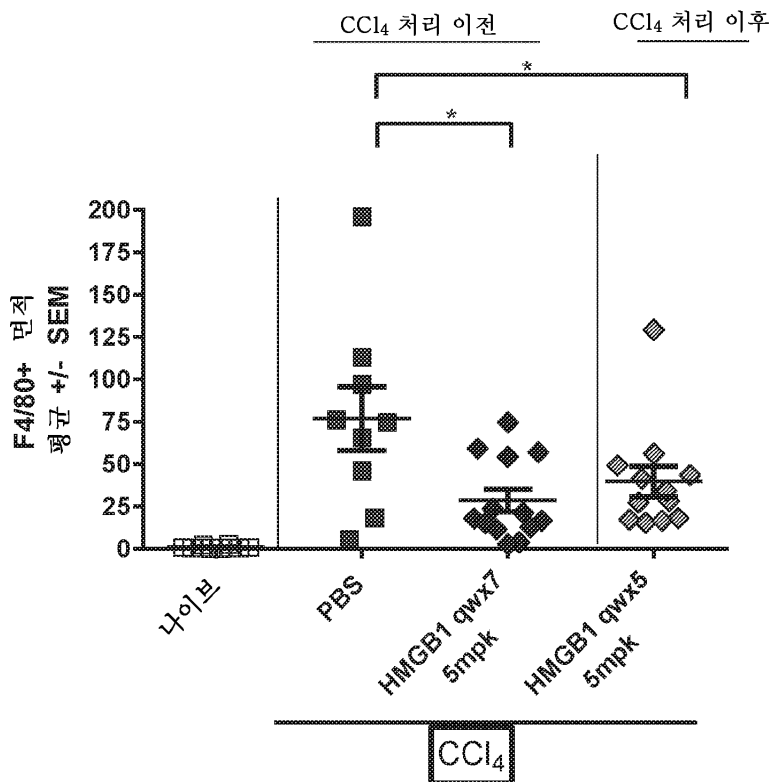 CCl₄ 처리 이전
CCl₄ 처리 이후
*
*
200
175
150
125
100
75
50
25
0
F4/80+ 면적
평균 +/- SEM
나이브
PBS
HMGB1 qwx7
5mpk
HMGB1 qwx5
5mpk
CCl₄